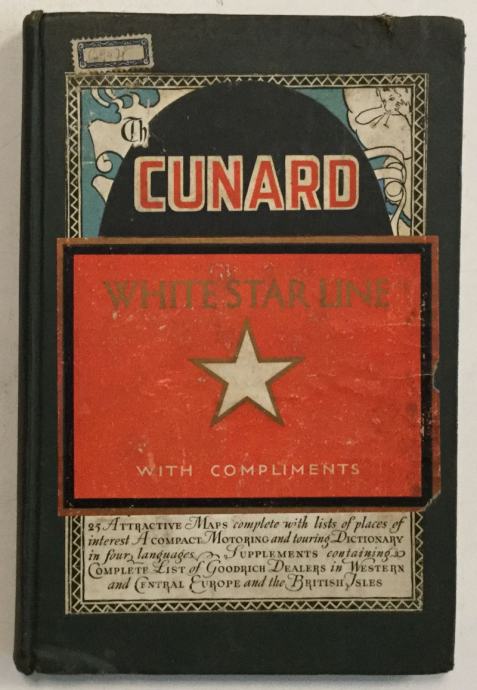 Th
CUNARD
WHITE STAR LINE
WITH COMPLIMENTS
25 ATTRACTIVE MAPS complete with lists of places of
interest A COMPACT MOTORING and touring DICTIONARY
in four languages SUPPLEMENTS containing
COMPLETE LIST of GOODRICH DEALERS in WESTERN
and CENTRAL EUROPE and the BRITISH ISLES